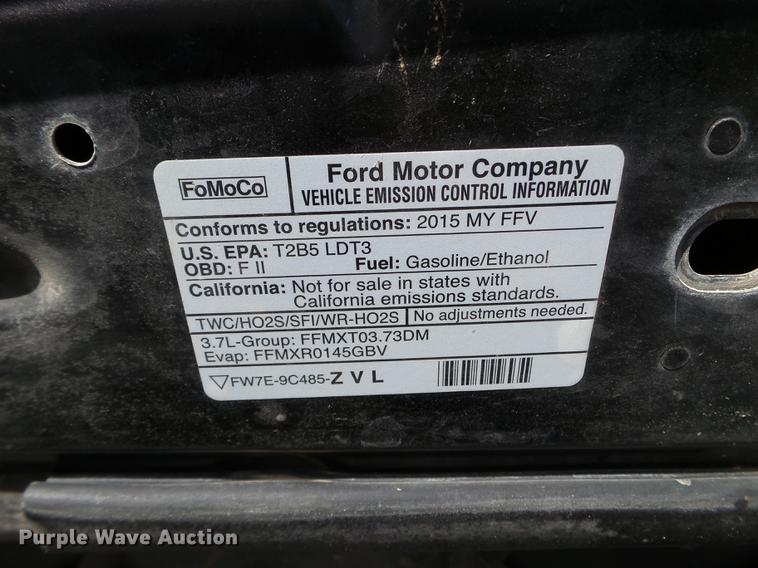 FoMoCo
Ford Motor Company
VEHICLE EMISSION CONTROL INFORMATION
Conforms to regulations: 2015 MY FFV
U.S. EPA: T2B5 LDT3
OBD: F II Fuel: Gasoline/Ethanol
California: Not for sale in states with
California emissions standards.
TWC/HO2S/SFI/WR-HO2S No adjustments needed.
3.7L-Group: FFMXT03.73DM
Evap: FFMXR0145GBV
FW7E-9C485-Z V L
Purple Wave Auction